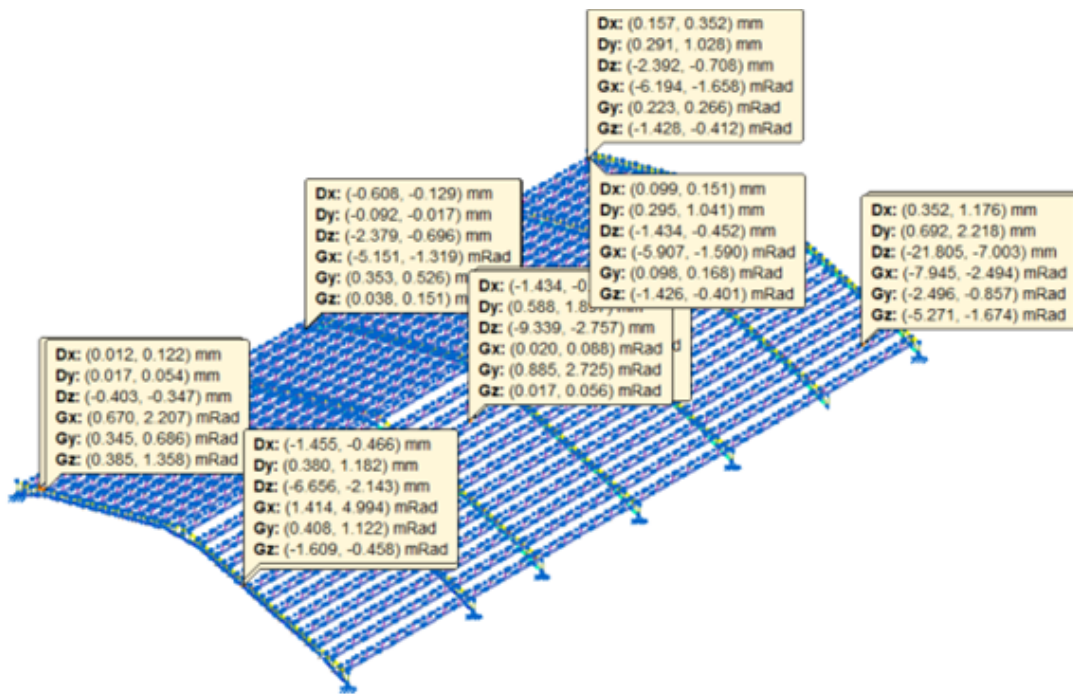 Dx: (0.157, 0.352) mm
Dy: (0.291, 1.028) mm
Dz: (-2.392, -0.708) mm
Gx: (-6.194, -1.658) mRad
Gy: (0.223, 0.266) mRad
Gz: (-1.428, -0.412) mRad
Dx: (-0.608, -0.129) mm
Dy: (-0.092, -0.017) mm
Dz: (-2.379, -0.696) mm
Gx: (-5.151, -1.319) mRad
Gy: (0.353, 0.526)
Gz: (0.038, 0.151)
Dx: (0.099, 0.151) mm
Dy: (0.295, 1.041) mm
Dz: (-1.434, -0.452) mm
Gx: (-5.907, -1.590) mRad
Gy: (0.098, 0.168) mRad
Gz: (-1.426, -0.401) mRad
Dx: (0.352, 1.176) mm
Dy: (0.692, 2.218) mm
Dz: (-21.805, -7.003) mm
Gx: (-7.945, -2.494) mRad
Gy: (-2.496, -0.857) mRad
Gz: (-5.271, -1.674) mRad
Dx: (-1.434,
Dy: (0.588,
Dz: (-9.339, -2.757) mm
Gx: (0.020, 0.088) mRad
Gy: (0.885, 2.725) mRad
Gz: (0.017, 0.056) mRad
Dx: (0.012, 0.122) mm
Dy: (0.017, 0.054) mm
Dz: (-0.403, -0.347) mm
Gx: (0.670, 2.207) mRad
Gy: (0.345, 0.686) mRad
Gz: (0.385, 1.358) mRad
Dx: (-1.455, -0.466) mm
Dy: (0.380, 1.182) mm
Dz: (-6.656, -2.143) mm
Gx: (1.414, 4.994) mRad
Gy: (0.408, 1.122) mRad
Gz: (-1.609, -0.458) mRad